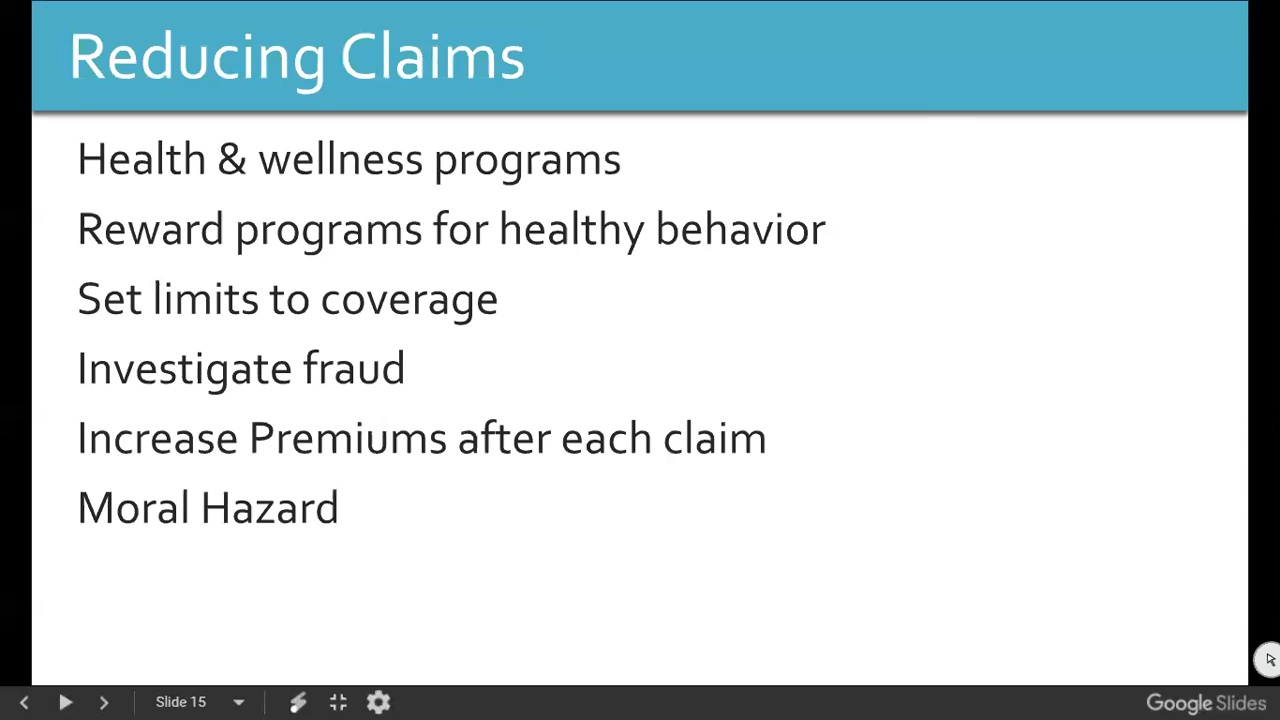 Reducing Claims
Health & wellness programs
Reward programs for healthy behavior
Set limits to coverage
Investigate fraud
Increase Premiums after each claim
Moral Hazard
Slide 15
Google Slides